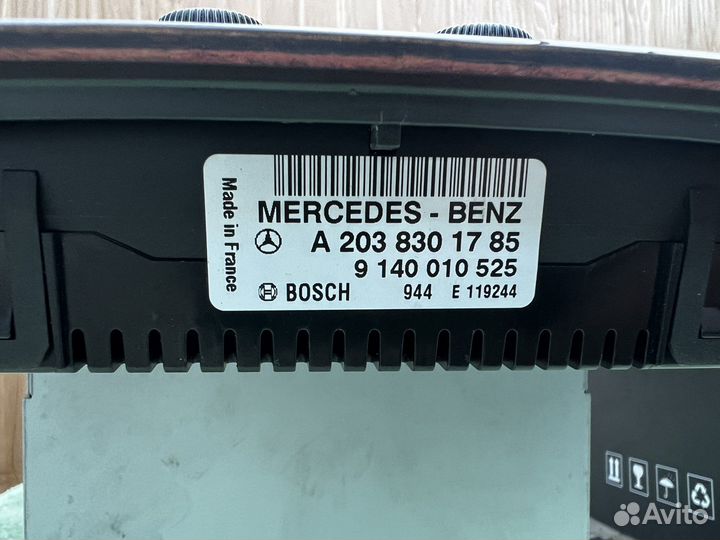 Made in France
MERCEDES - BENZ
A 203 830 17 85
9 140 010 525
BOSCH 944 E 119244
Avito